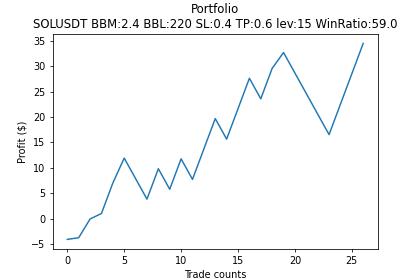 Portfolio
SOLUSDT BBM:2.4 BBL:220 SL:0.4 TP:0.6 lev:15 WinRatio:59.0
35
30
25
20
15
10
5
0
−5
Profit ($)
0 5 10 15 20 25
Trade counts